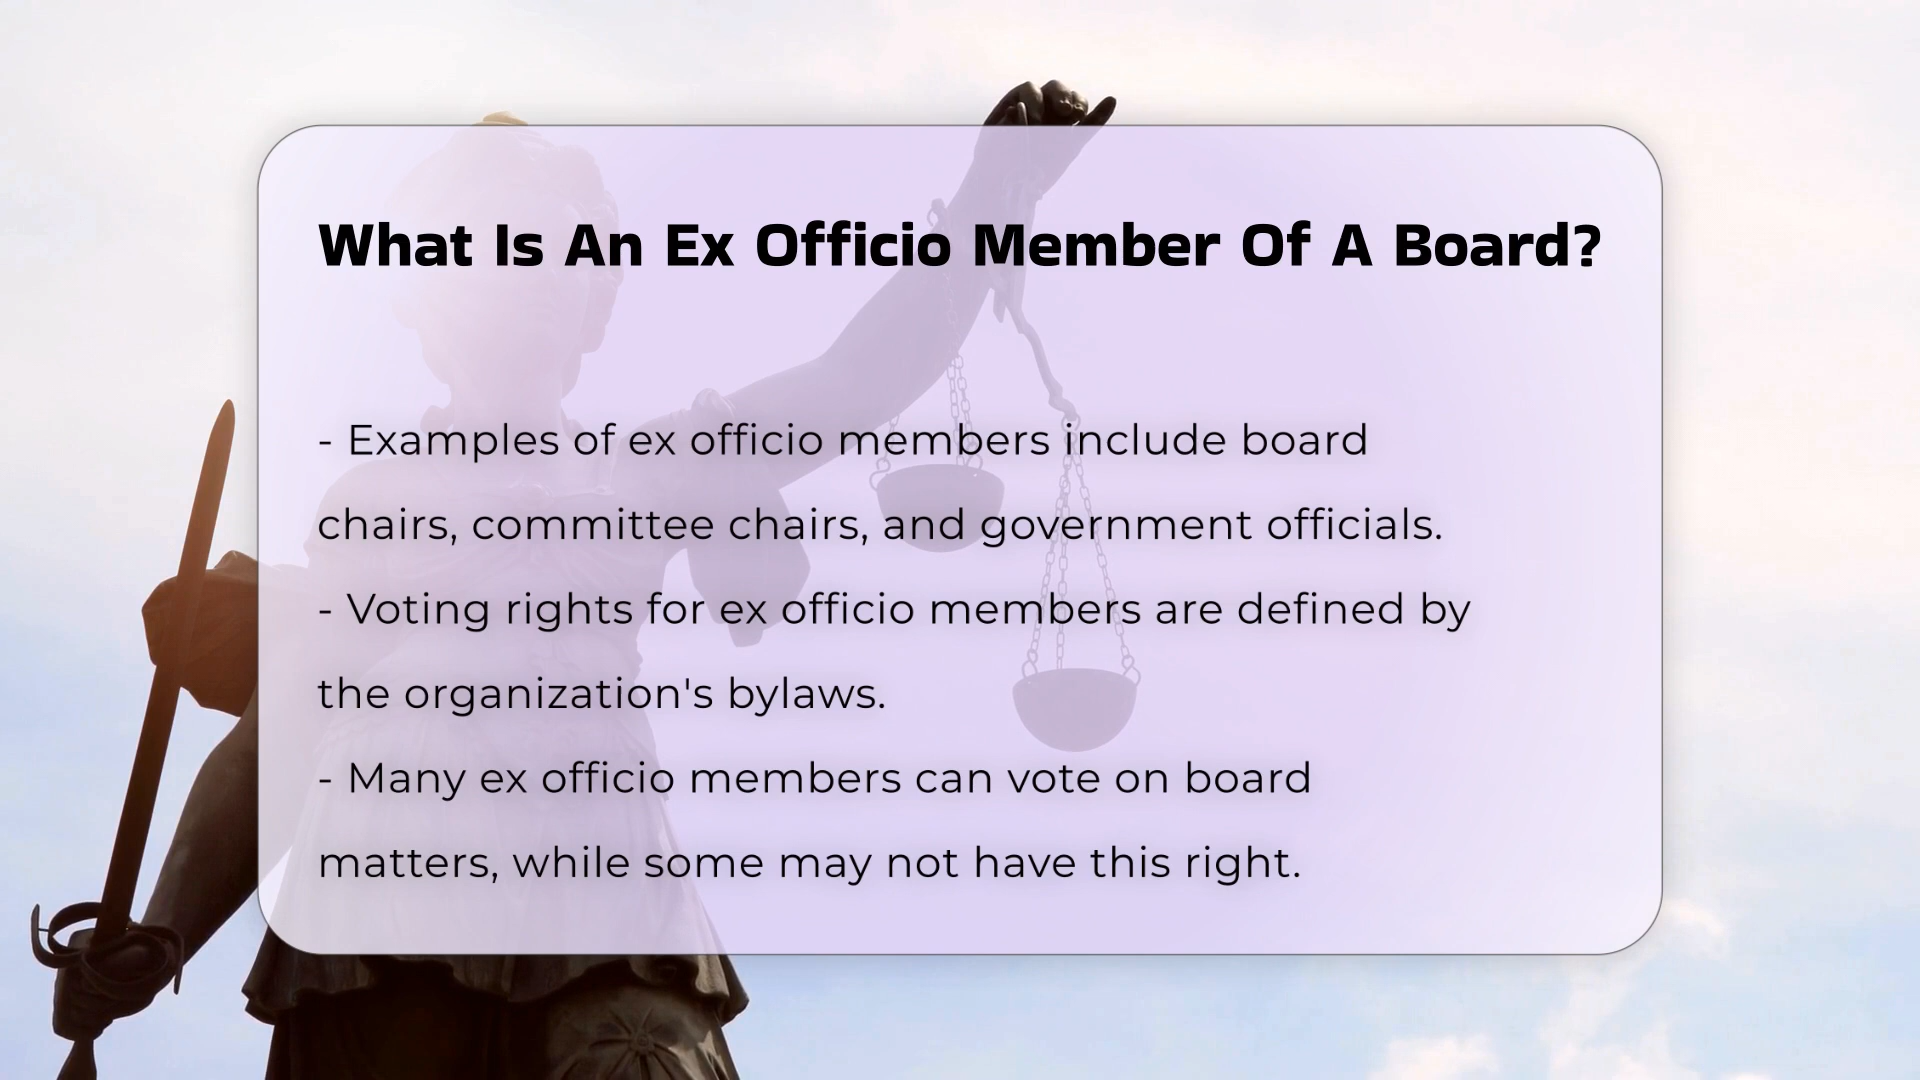 What Is An Ex Officio Member Of A Board?
- Examples of ex officio members include board
chairs, committee chairs, and government officials.
- Voting rights for ex officio members are defined by
the organization's bylaws.
- Many ex officio members can vote on board
matters, while some may not have this right.